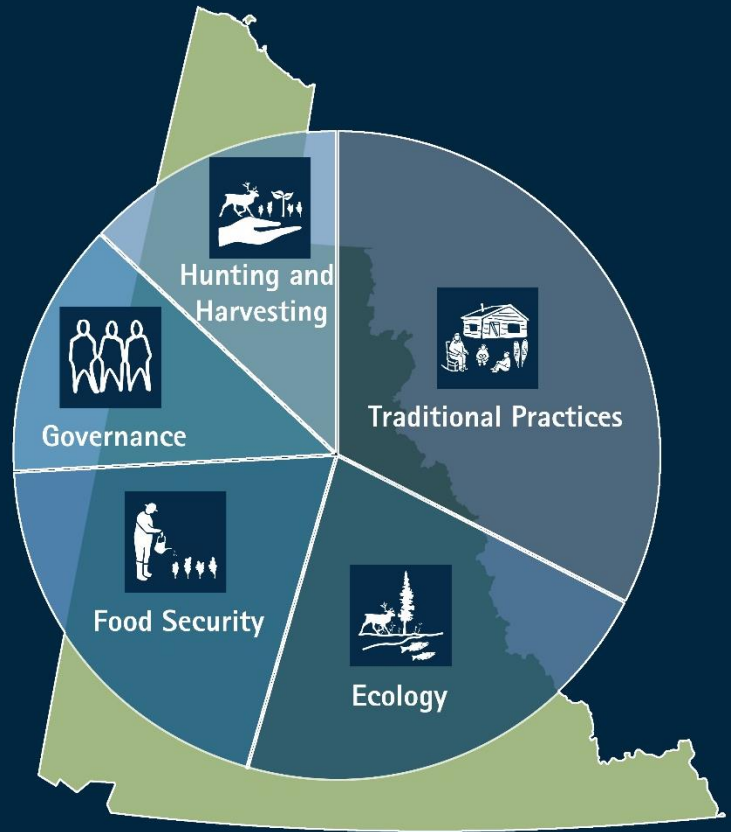 Hunting and
Harvesting
Traditional Practices
Governance
Food Security
Ecology